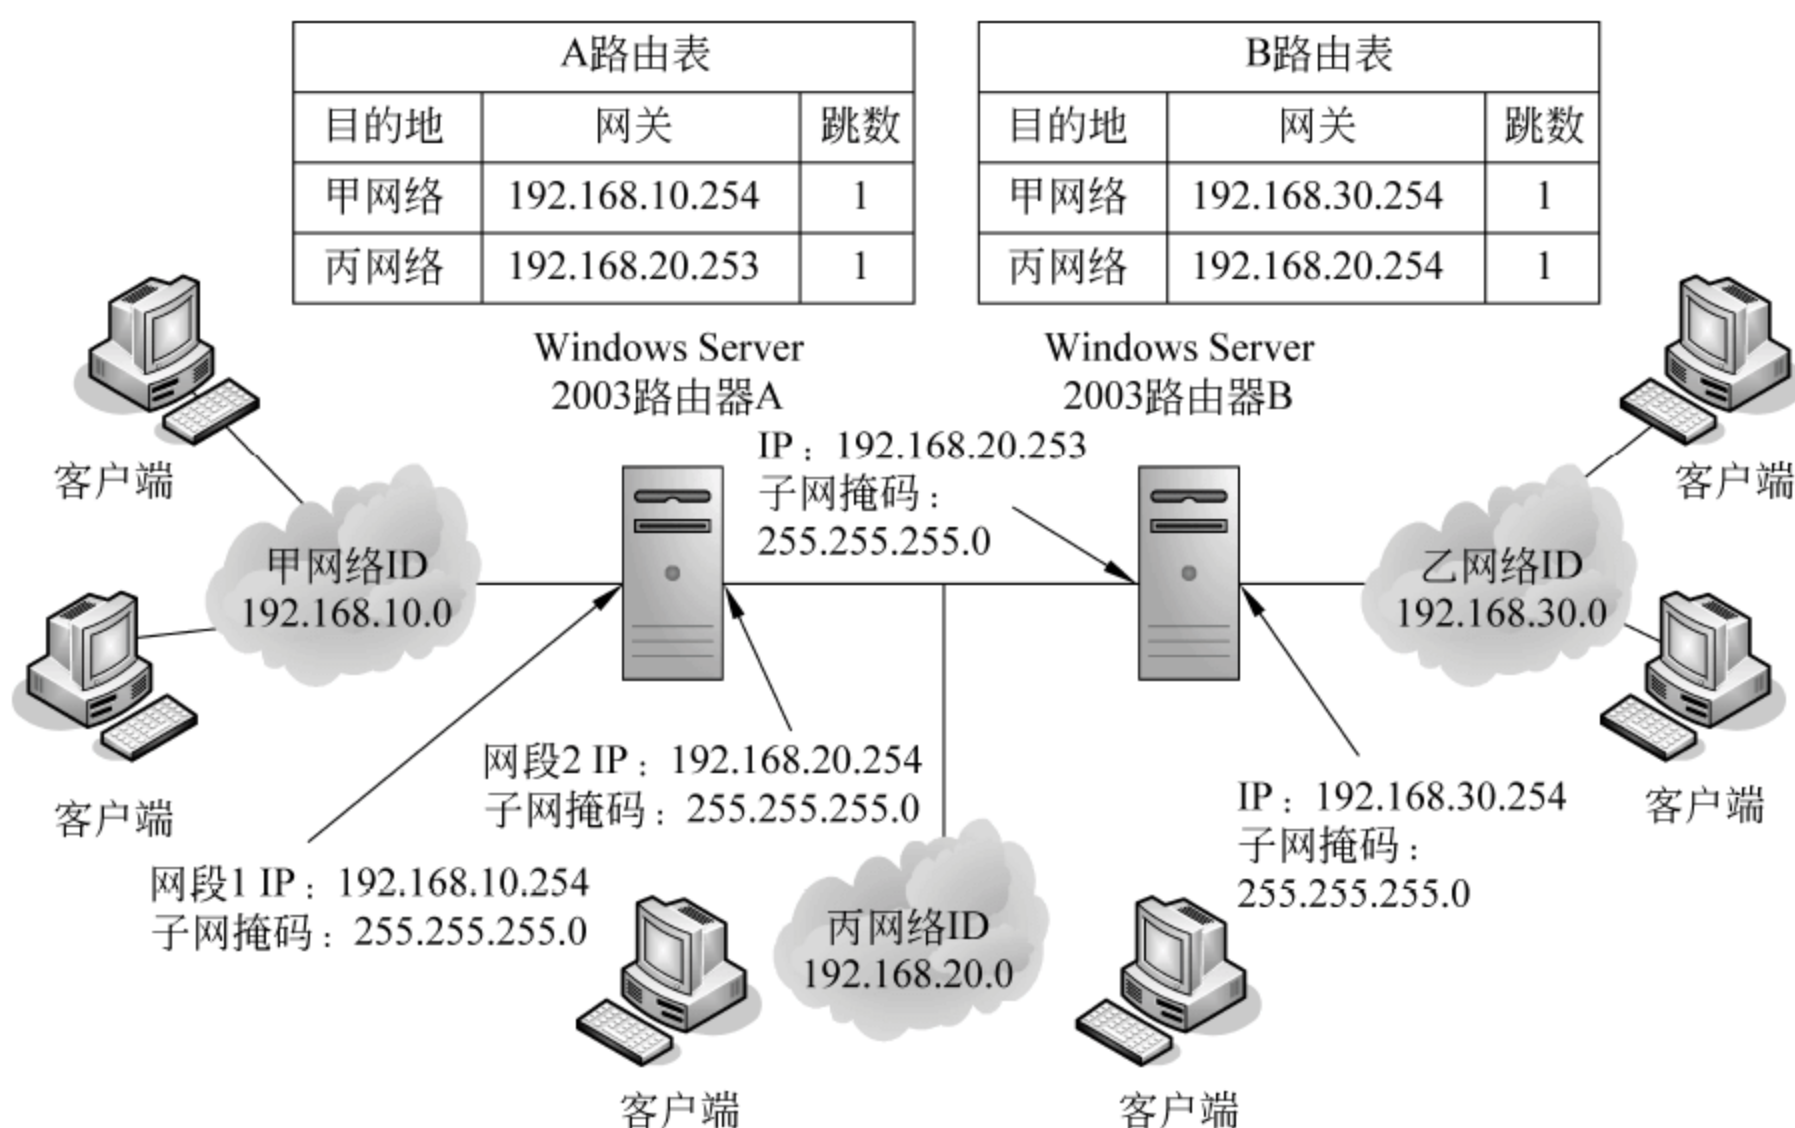 A路由表
目的地 网关 跳数
甲网络 192.168.10.254 1
丙网络 192.168.20.253 1
B路由表
目的地 网关 跳数
甲网络 192.168.30.254 1
丙网络 192.168.20.254 1
Windows Server
2003路由器A
Windows Server
2003路由器B
IP：192.168.20.253
子网掩码：
255.255.255.0
客户端
客户端
甲网络ID
192.168.10.0
乙网络ID
192.168.30.0
网段2 IP：192.168.20.254
子网掩码：255.255.255.0
IP：192.168.30.254
子网掩码：
255.255.255.0
客户端
客户端
网段1 IP：192.168.10.254
子网掩码：255.255.255.0
丙网络ID
192.168.20.0
客户端
客户端